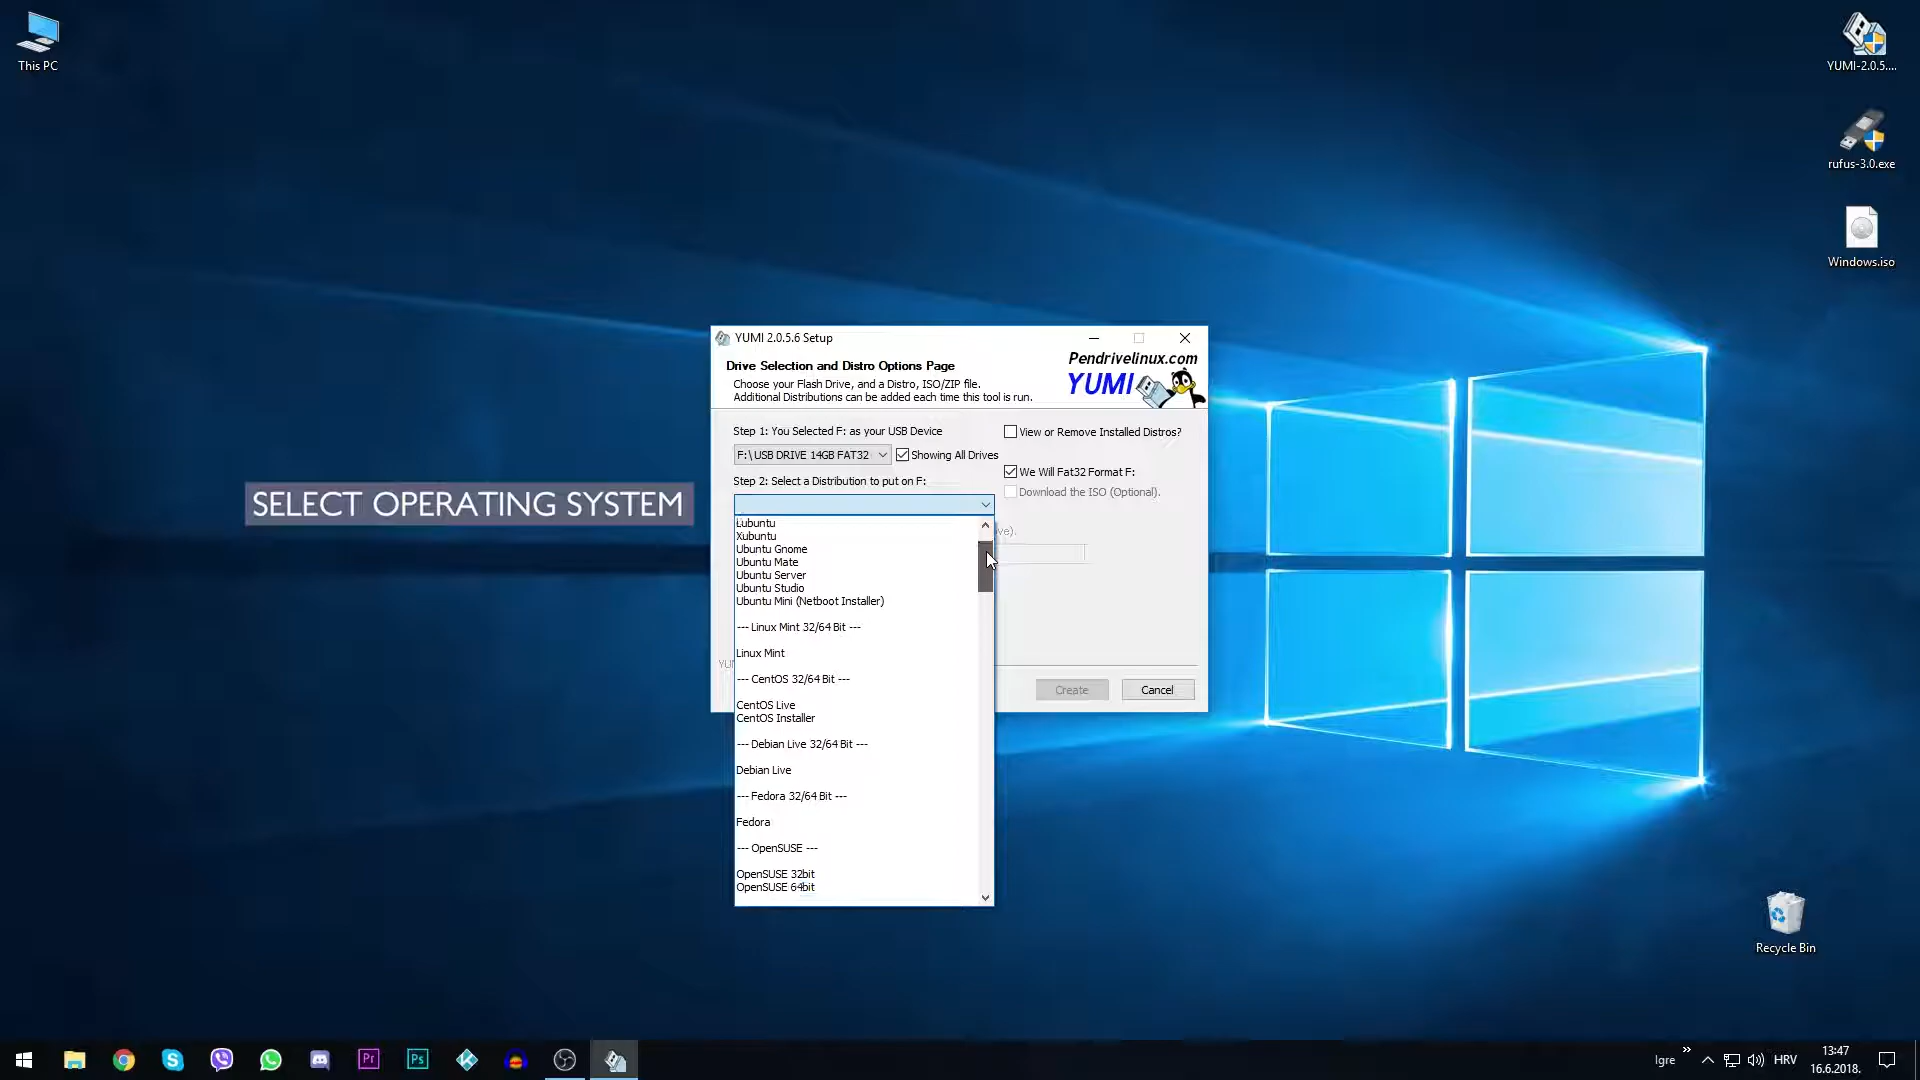 This PC
YUMI-2.0.5....
rufus-3.0.exe
Windows.iso
YUMI 2.0.5.6 Setup
Drive Selection and Distro Options Page
Choose your Flash Drive, and a Distro, ISO/ZIP file.
Additional Distributions can be added each time this tool is run.
Pendrivelinux.com
YUMI
Step 1: You Selected F: as your USB Device
View or Remove Installed Distros?
F:\USB DRIVE 14GB FAT32
Showing All Drives
We Will Fat32 Format F:
Step 2: Select a Distribution to put on F:
Download the ISO (Optional).
SELECT OPERATING SYSTEM
Lubuntu
Xubuntu
Ubuntu Gnome
Ubuntu Mate
Ubuntu Server
Ubuntu Studio
Ubuntu Mini (Netboot Installer)
--- Linux Mint 32/64 Bit ---
Linux Mint
--- CentOS 32/64 Bit ---
CentOS Live
CentOS Installer
--- Debian Live 32/64 Bit ---
Debian Live
--- Fedora 32/64 Bit ---
Fedora
--- OpenSUSE ---
OpenSUSE 32bit
OpenSUSE 64bit
Create
Cancel
Recycle Bin
Pr
Ps
Igre
HRV
13:47
16.6.2018.